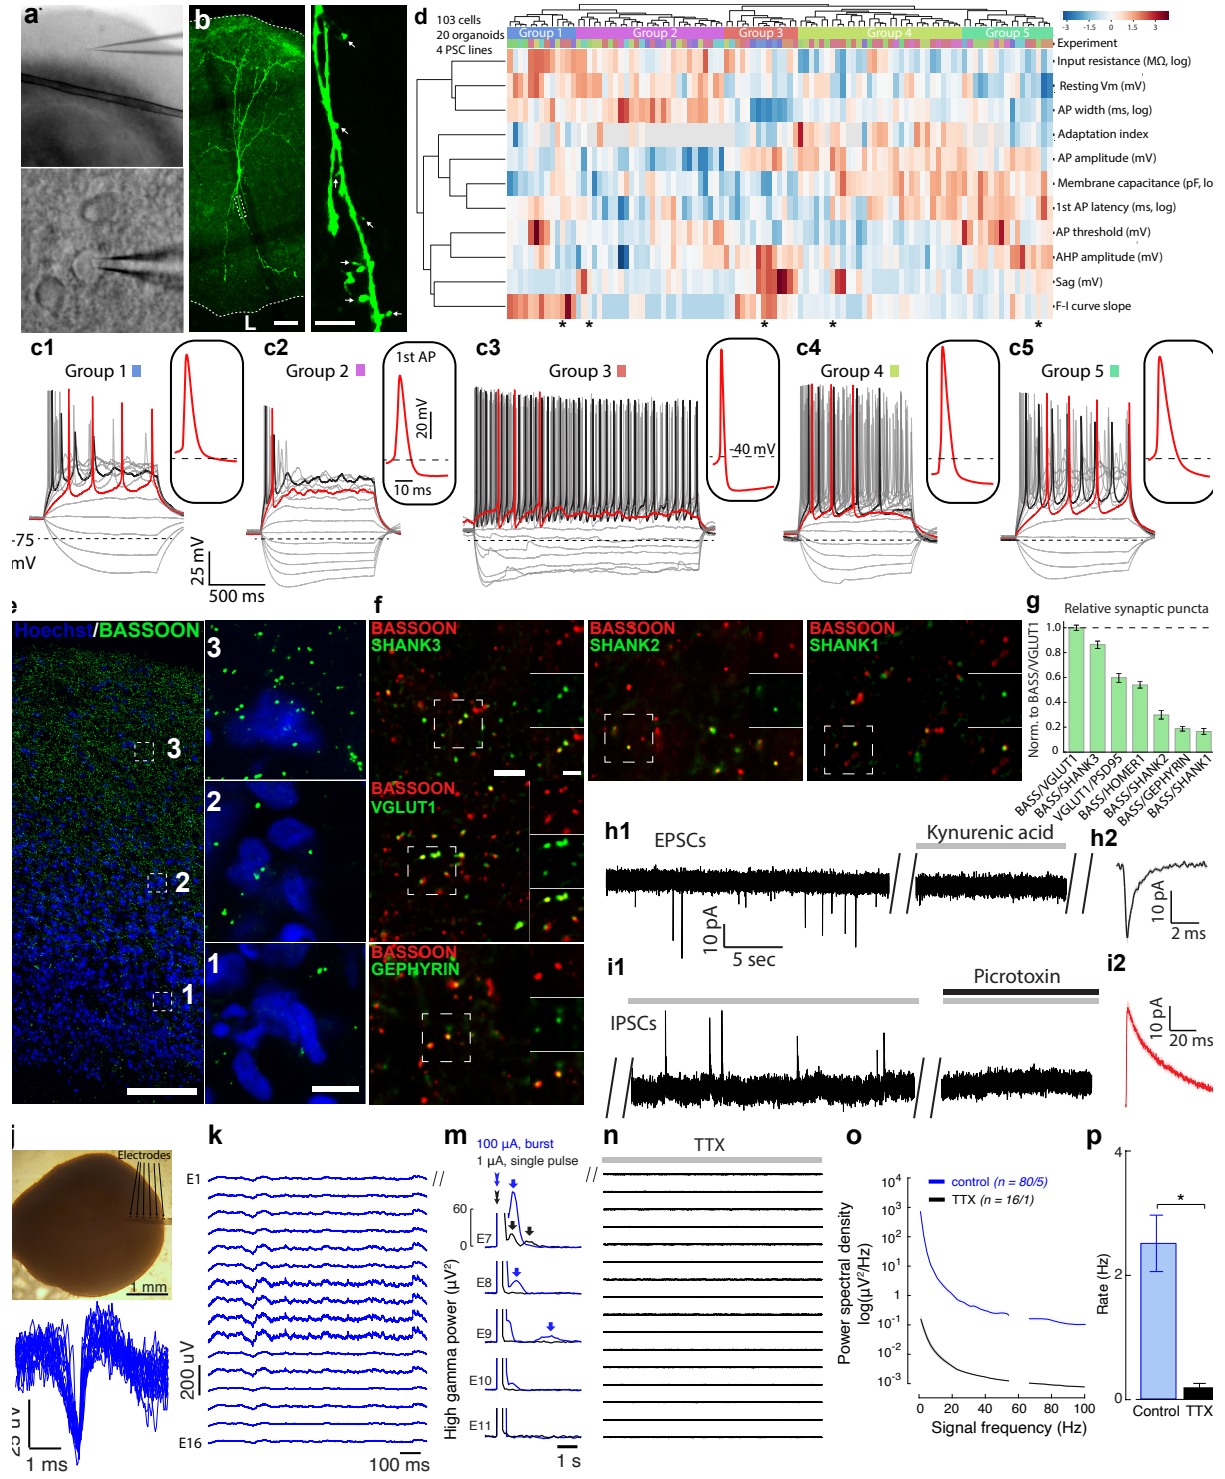 a
b
L
d
103 cells
20 organoids
4 PSC lines
Group 1
Group 2
Group 3
Group 4
Group 5
-3
-1.5
0
1.5
3
Experiment
Input resistance (MΩ, log)
Resting Vm (mV)
AP width (ms, log)
Adaptation index
AP amplitude (mV)
Membrane capacitance (pF, lo
1st AP latency (ms, log)
AP threshold (mV)
AHP amplitude (mV)
Sag (mV)
F-I curve slope
* * * * *
c1
Group 1
c2
Group 2
1st AP
20 mV
10 ms
c3
Group 3
-40 mV
c4
Group 4
c5
Group 5
-75
mV
25 mV
500 ms
e
Hoechst/BASSOON
3
2
1
3
2
1
f
BASSOON
SHANK3
BASSOON
SHANK2
BASSOON
SHANK1
BASSOON
VGLUT1
BASSOON
GEPHYRIN
g
Relative synaptic puncta
Norm. to BASS/VGLUT1
1.0
0.8
0.6
0.4
0.2
0
BASS/VGLUT1
BASS/SHANK3
VGLUT1/PSD95
BASS/HOMER1
BASS/SHANK2
BASS/GEPHYRIN
BASS/SHANK1
h1
EPSCs
Kynurenic acid
10 pA
5 sec
h2
10 pA
2 ms
i1
IPSCs
Picrotoxin
i2
10 pA
20 ms
j
Electrodes
1 mm
25 uV
1 ms
k
E1
E16
200 uV
100 ms
m
100 µA, burst
1 µA, single pulse
High gamma power (µV²)
60
0
E7
E8
E9
E10
E11
1 s
n
TTX
o
control (n = 80/5)
TTX (n = 16/1)
Power spectral density
log(µV²/Hz)
10⁴
10³
10²
10¹
1
10⁻¹
10⁻²
10⁻³
0 20 40 60 80 100
Signal frequency (Hz)
p
*
Rate (Hz)
4
2
0
Control TTX